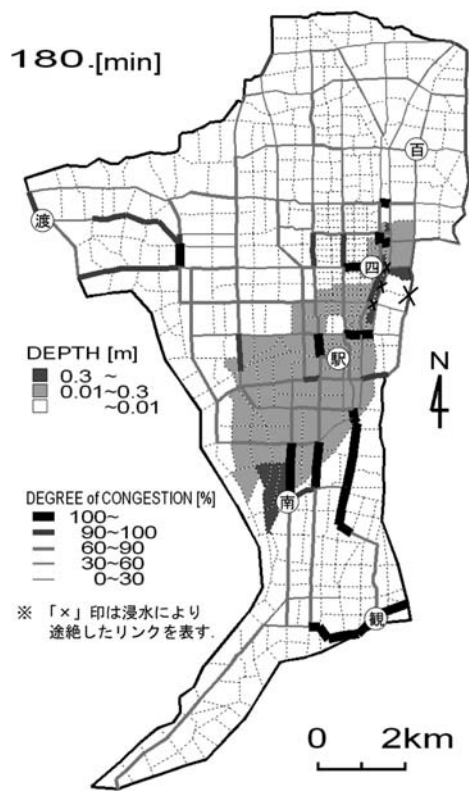 180.[min]
百
渡
四
DEPTH [m]
0.3 ~
0.01~0.3
~0.01
駅
N
DEGREE of CONGESTION [%]
100~
90~100
60~90
30~60
0~30
南
※ 「×」印は浸水により
途絶したリンクを表す.
観
0 2km